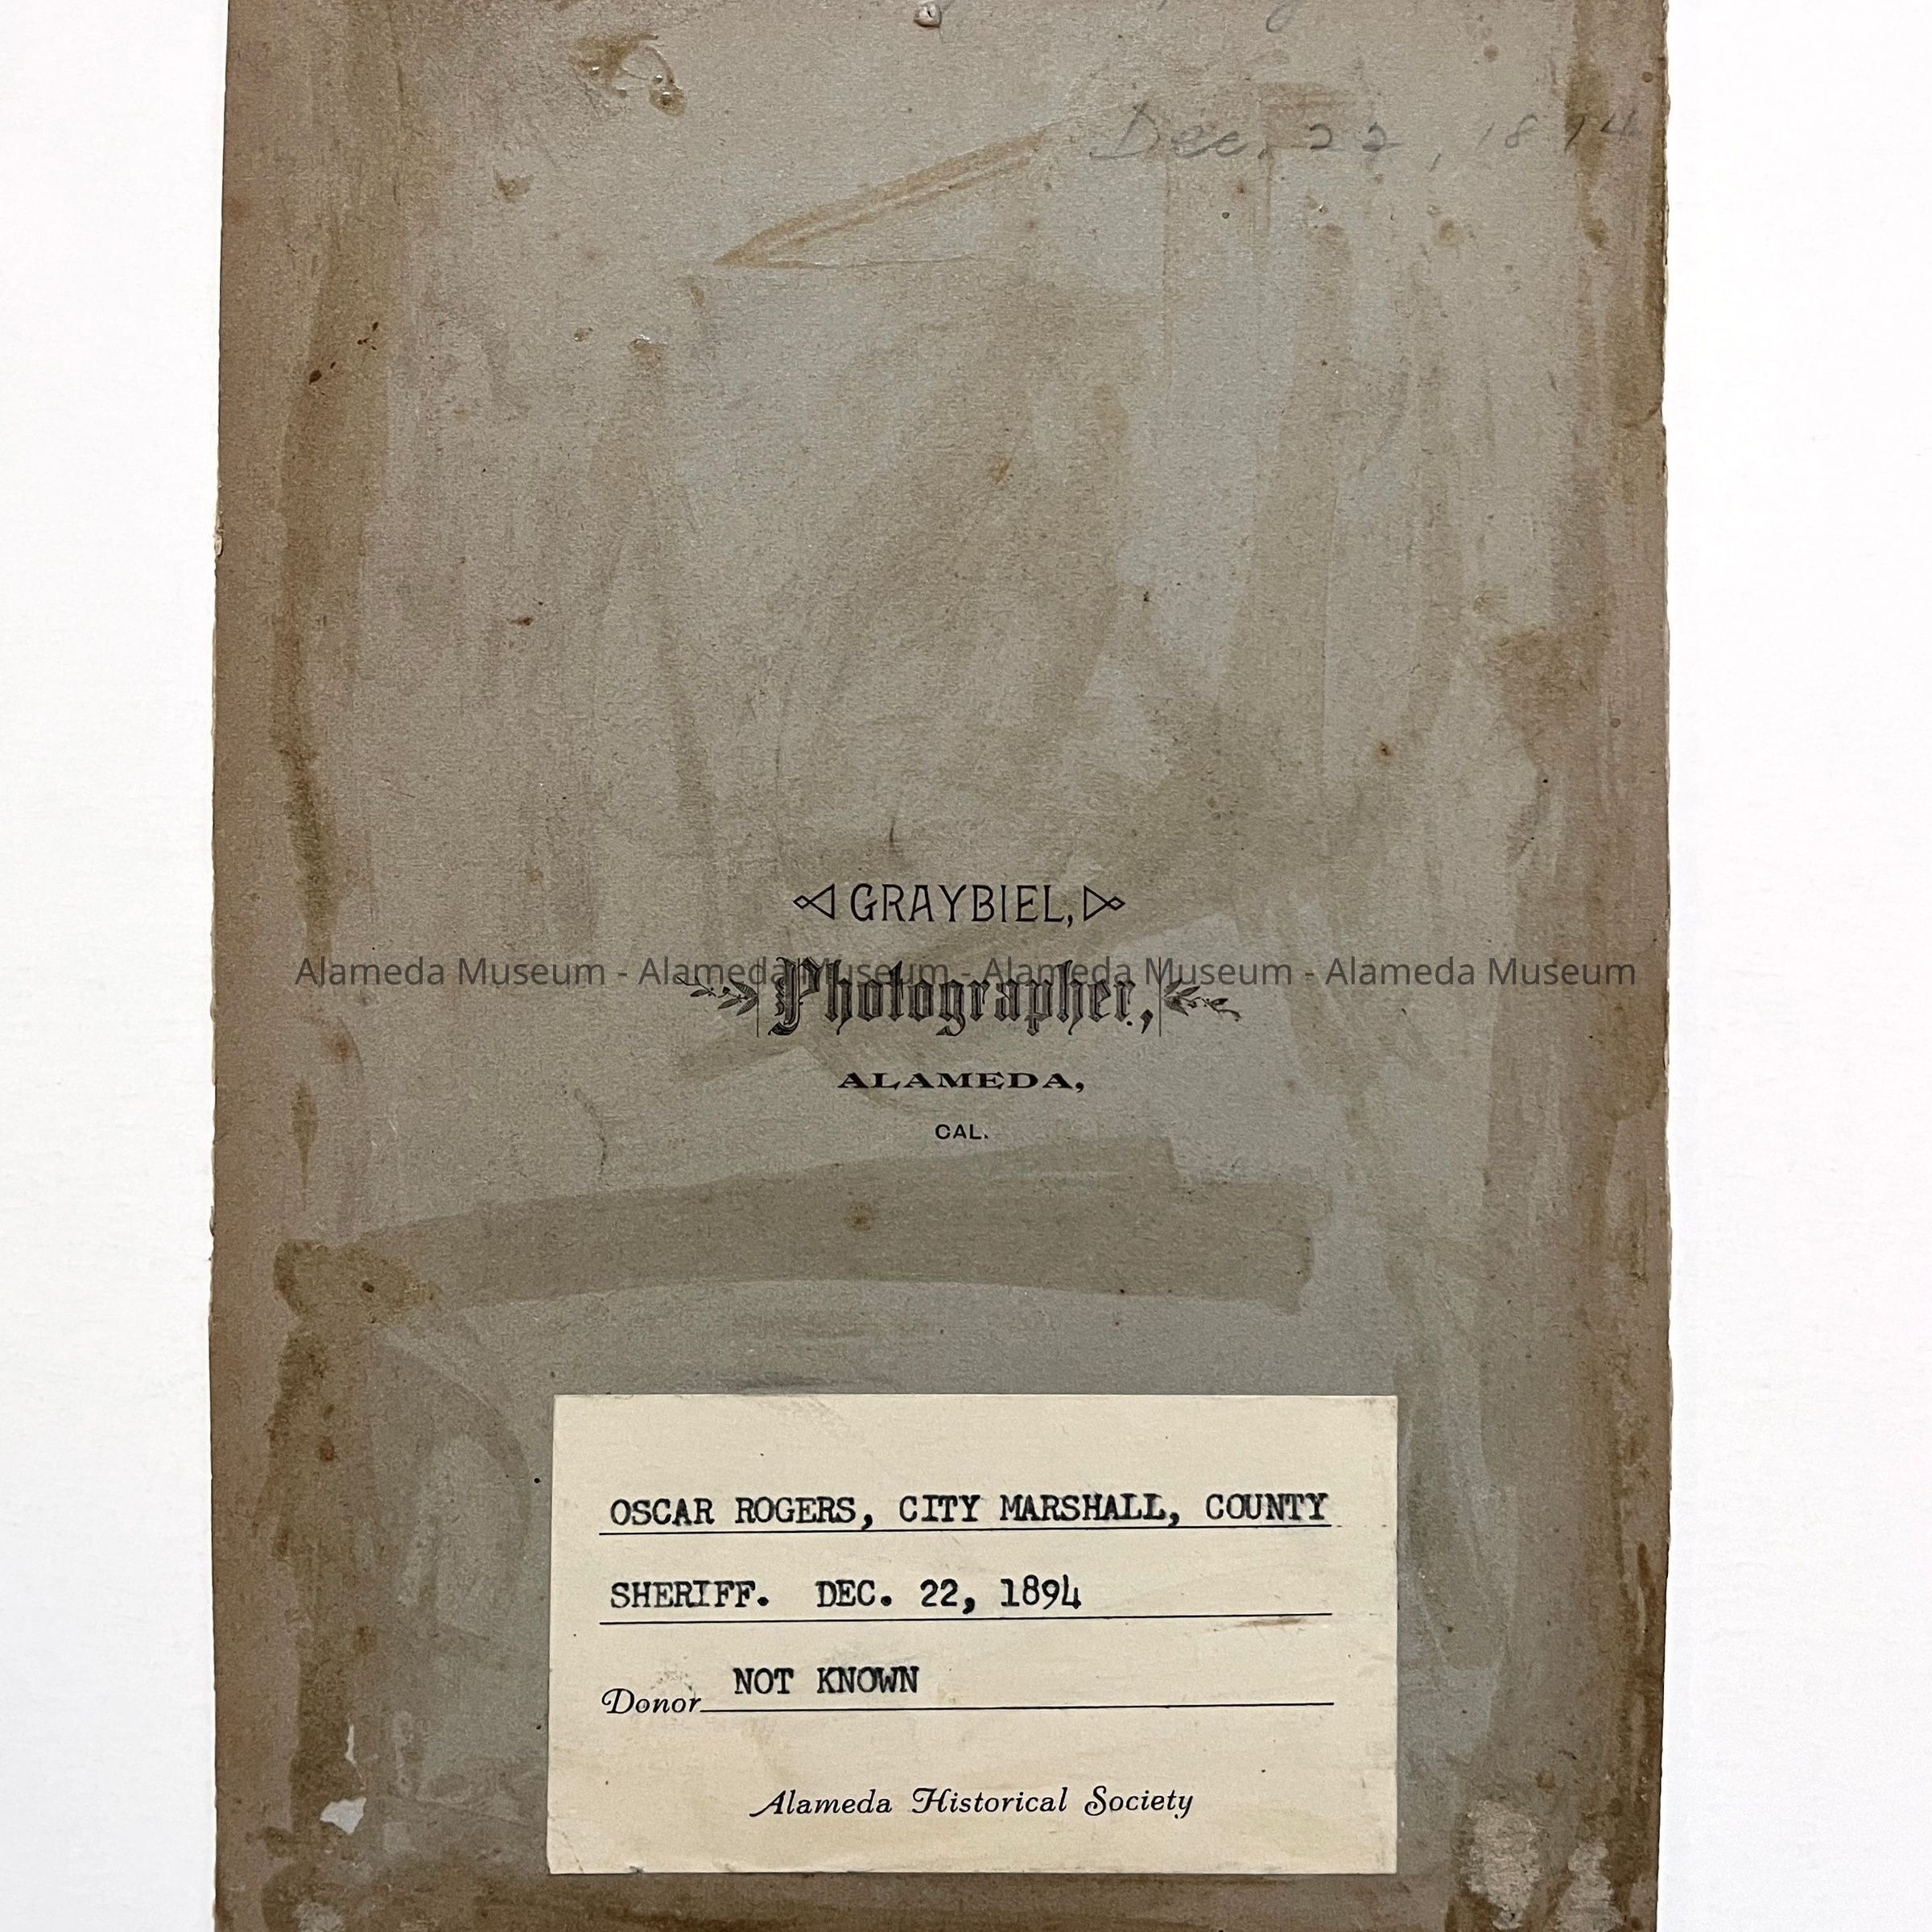 Dec. 22, 1894
GRAYBIEL,
Alameda Museum - Alameda Museum - Alameda Museum - Alameda Museum
Photographer,
ALAMEDA,
CAL.
OSCAR ROGERS, CITY MARSHALL, COUNTY
SHERIFF. DEC. 22, 1894
Donor NOT KNOWN
Alameda Historical Society